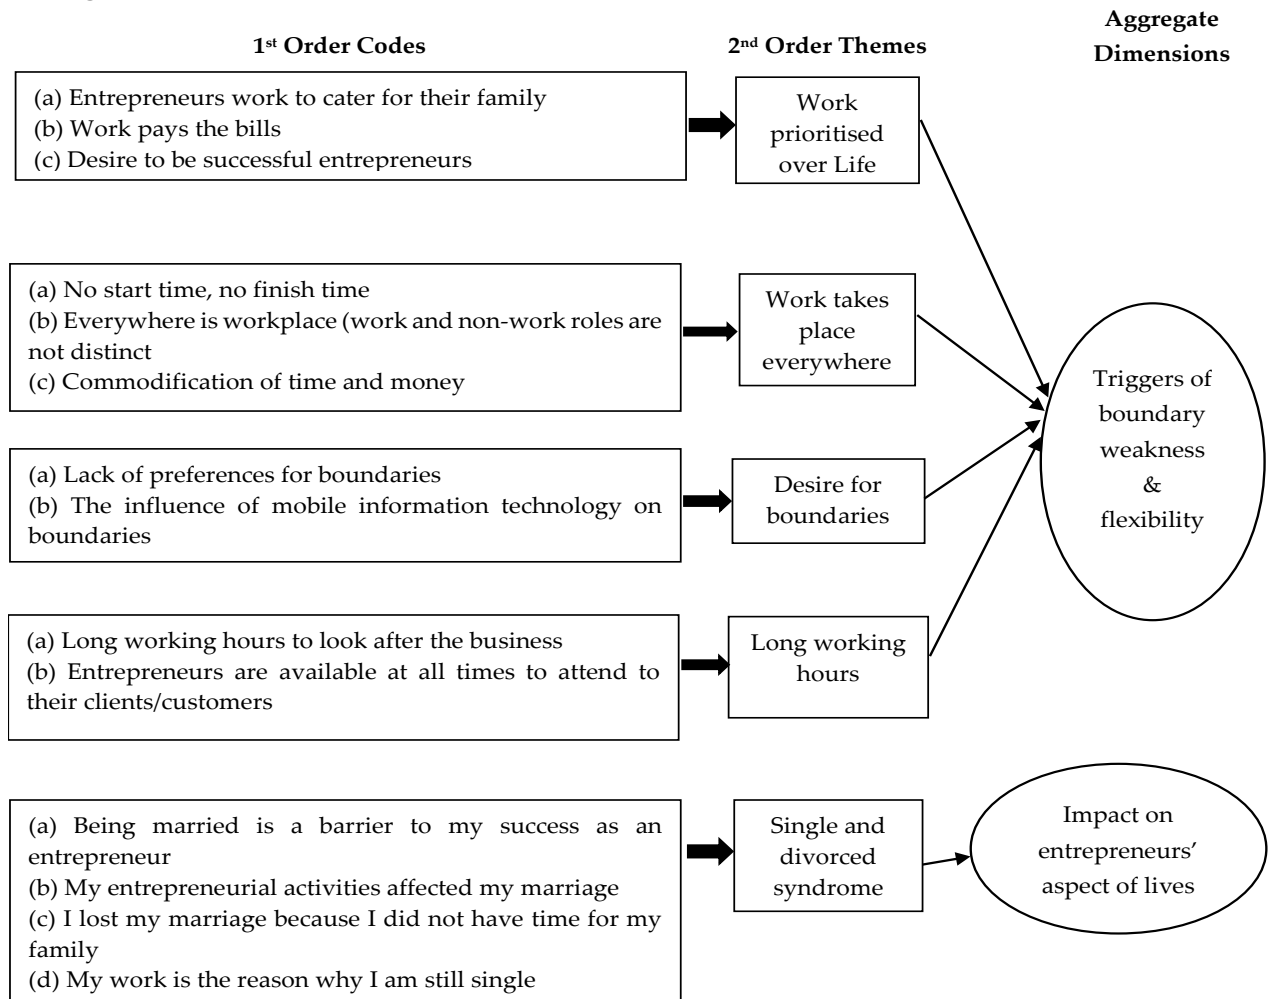 1st Order Codes
2nd Order Themes
Aggregate
Dimensions
(a) Entrepreneurs work to cater for their family
(b) Work pays the bills
(c) Desire to be successful entrepreneurs
Work
prioritised
over Life
(a) No start time, no finish time
(b) Everywhere is workplace (work and non-work roles are
not distinct
(c) Commodification of time and money
Work takes
place
everywhere
(a) Lack of preferences for boundaries
(b) The influence of mobile information technology on
boundaries
Desire for
boundaries
(a) Long working hours to look after the business
(b) Entrepreneurs are available at all times to attend to
their clients/customers
Long working
hours
Triggers of
boundary
weakness
&
flexibility
(a) Being married is a barrier to my success as an
entrepreneur
(b) My entrepreneurial activities affected my marriage
(c) I lost my marriage because I did not have time for my
family
(d) My work is the reason why I am still single
Single and
divorced
syndrome
Impact on
entrepreneurs’
aspect of lives